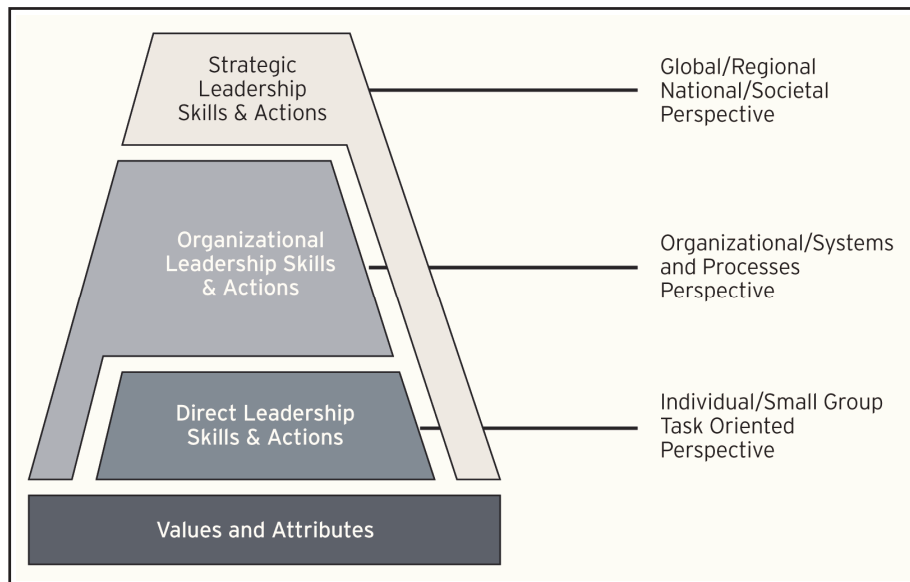 Strategic
Leadership
Skills & Actions
Global/Regional
National/Societal
Perspective
Organizational
Leadership Skills
& Actions
Organizational/Systems
and Processes
Perspective
Direct Leadership
Skills & Actions
Individual/Small Group
Task Oriented
Perspective
Values and Attributes